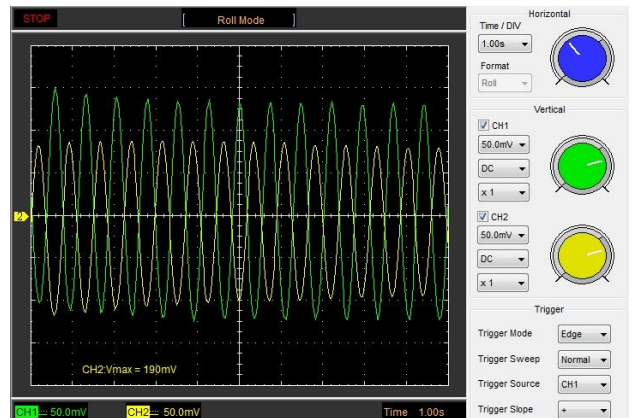 STOP
[ Roll Mode ]
2
CH2:Vmax = 190mV
CH1 50.0mV
CH2 50.0mV
Time 1.00s
Horizontal
Time / DIV
1.00s
Format
Roll
Vertical
CH1
50.0mV
DC
x 1
CH2
50.0mV
DC
x 1
Trigger
Trigger Mode Edge
Trigger Sweep Normal
Trigger Source CH1
Trigger Slope +